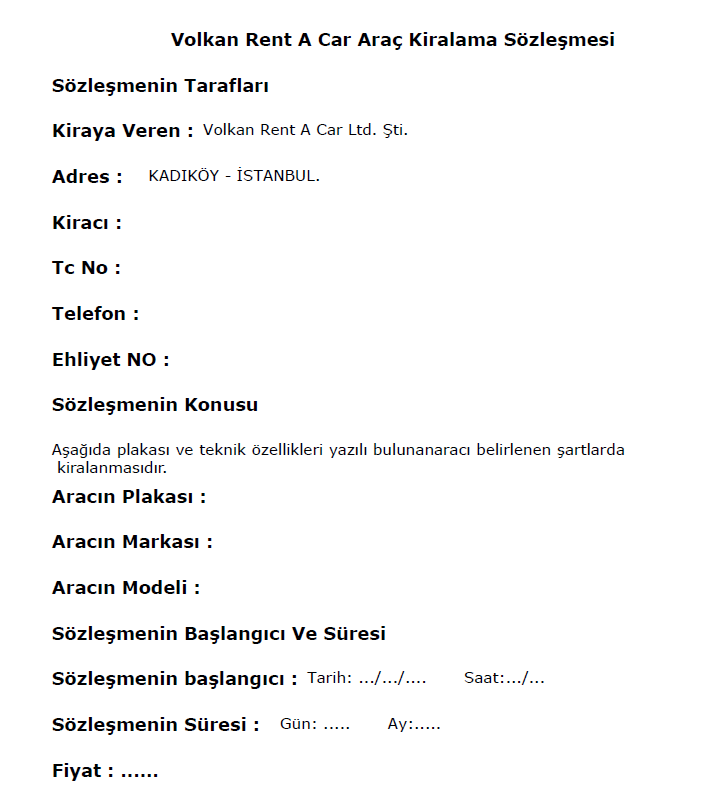 Volkan Rent A Car Araç Kiralama Sözleşmesi
Sözleşmenin Tarafları
Kiraya Veren : Volkan Rent A Car Ltd. Şti.
Adres : KADIKÖY - İSTANBUL.
Kiracı :
Tc No :
Telefon :
Ehliyet NO :
Sözleşmenin Konusu
Aşağıda plakası ve teknik özellikleri yazılı bulunanaracı belirlenen şartlarda
kiralanmasıdır.
Aracın Plakası :
Aracın Markası :
Aracın Modeli :
Sözleşmenin Başlangıcı Ve Süresi
Sözleşmenin başlangıcı : Tarih: .../.../.... Saat:.../...
Sözleşmenin Süresi : Gün: ..... Ay:.....
Fiyat : ......